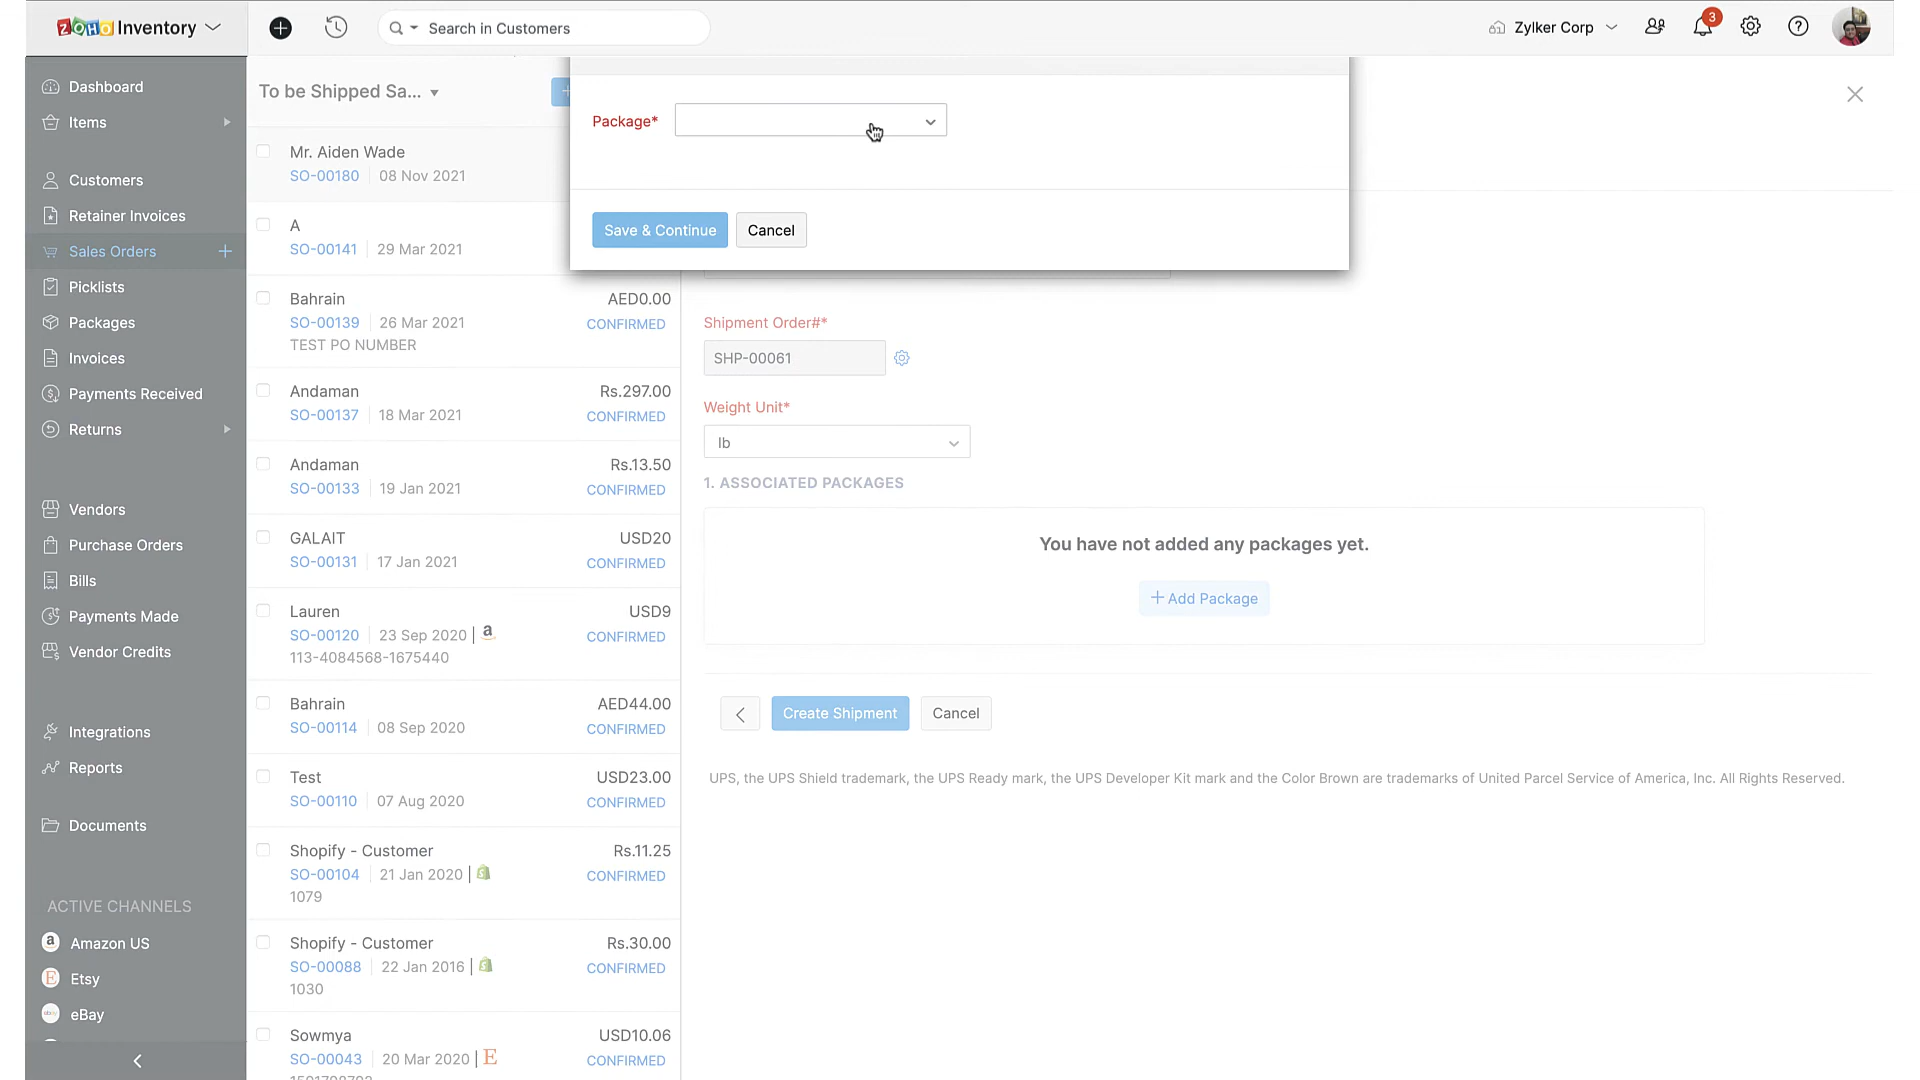 ZOHO Inventory
Search in Customers
Zylker Corp
3
Dashboard
Items
Customers
Retainer Invoices
Sales Orders
Picklists
Packages
Invoices
Payments Received
Returns
Vendors
Purchase Orders
Bills
Payments Made
Vendor Credits
Integrations
Reports
Documents
ACTIVE CHANNELS
Amazon US
Etsy
eBay
To be Shipped Sa...
Mr. Aiden Wade
SO-00180 08 Nov 2021
A
SO-00141 29 Mar 2021
Bahrain AED0.00
SO-00139 26 Mar 2021 CONFIRMED
TEST PO NUMBER
Andaman Rs.297.00
SO-00137 18 Mar 2021 CONFIRMED
Andaman Rs.13.50
SO-00133 19 Jan 2021 CONFIRMED
GALAIT USD20
SO-00131 17 Jan 2021 CONFIRMED
Lauren USD9
SO-00120 23 Sep 2020 | a CONFIRMED
113-4084568-1675440
Bahrain AED44.00
SO-00114 08 Sep 2020 CONFIRMED
Test USD23.00
SO-00110 07 Aug 2020 CONFIRMED
Shopify - Customer Rs.11.25
SO-00104 21 Jan 2020 | CONFIRMED
1079
Shopify - Customer Rs.30.00
SO-00088 22 Jan 2016 | CONFIRMED
1030
Sowmya USD10.06
SO-00043 20 Mar 2020 | E CONFIRMED
Package*
Save & Continue
Cancel
Shipment Order#*
SHP-00061
Weight Unit*
lb
1. ASSOCIATED PACKAGES
You have not added any packages yet.
+ Add Package
Create Shipment
Cancel
UPS, the UPS Shield trademark, the UPS Ready mark, the UPS Developer Kit mark and the Color Brown are trademarks of United Parcel Service of America, Inc. All Rights Reserved.